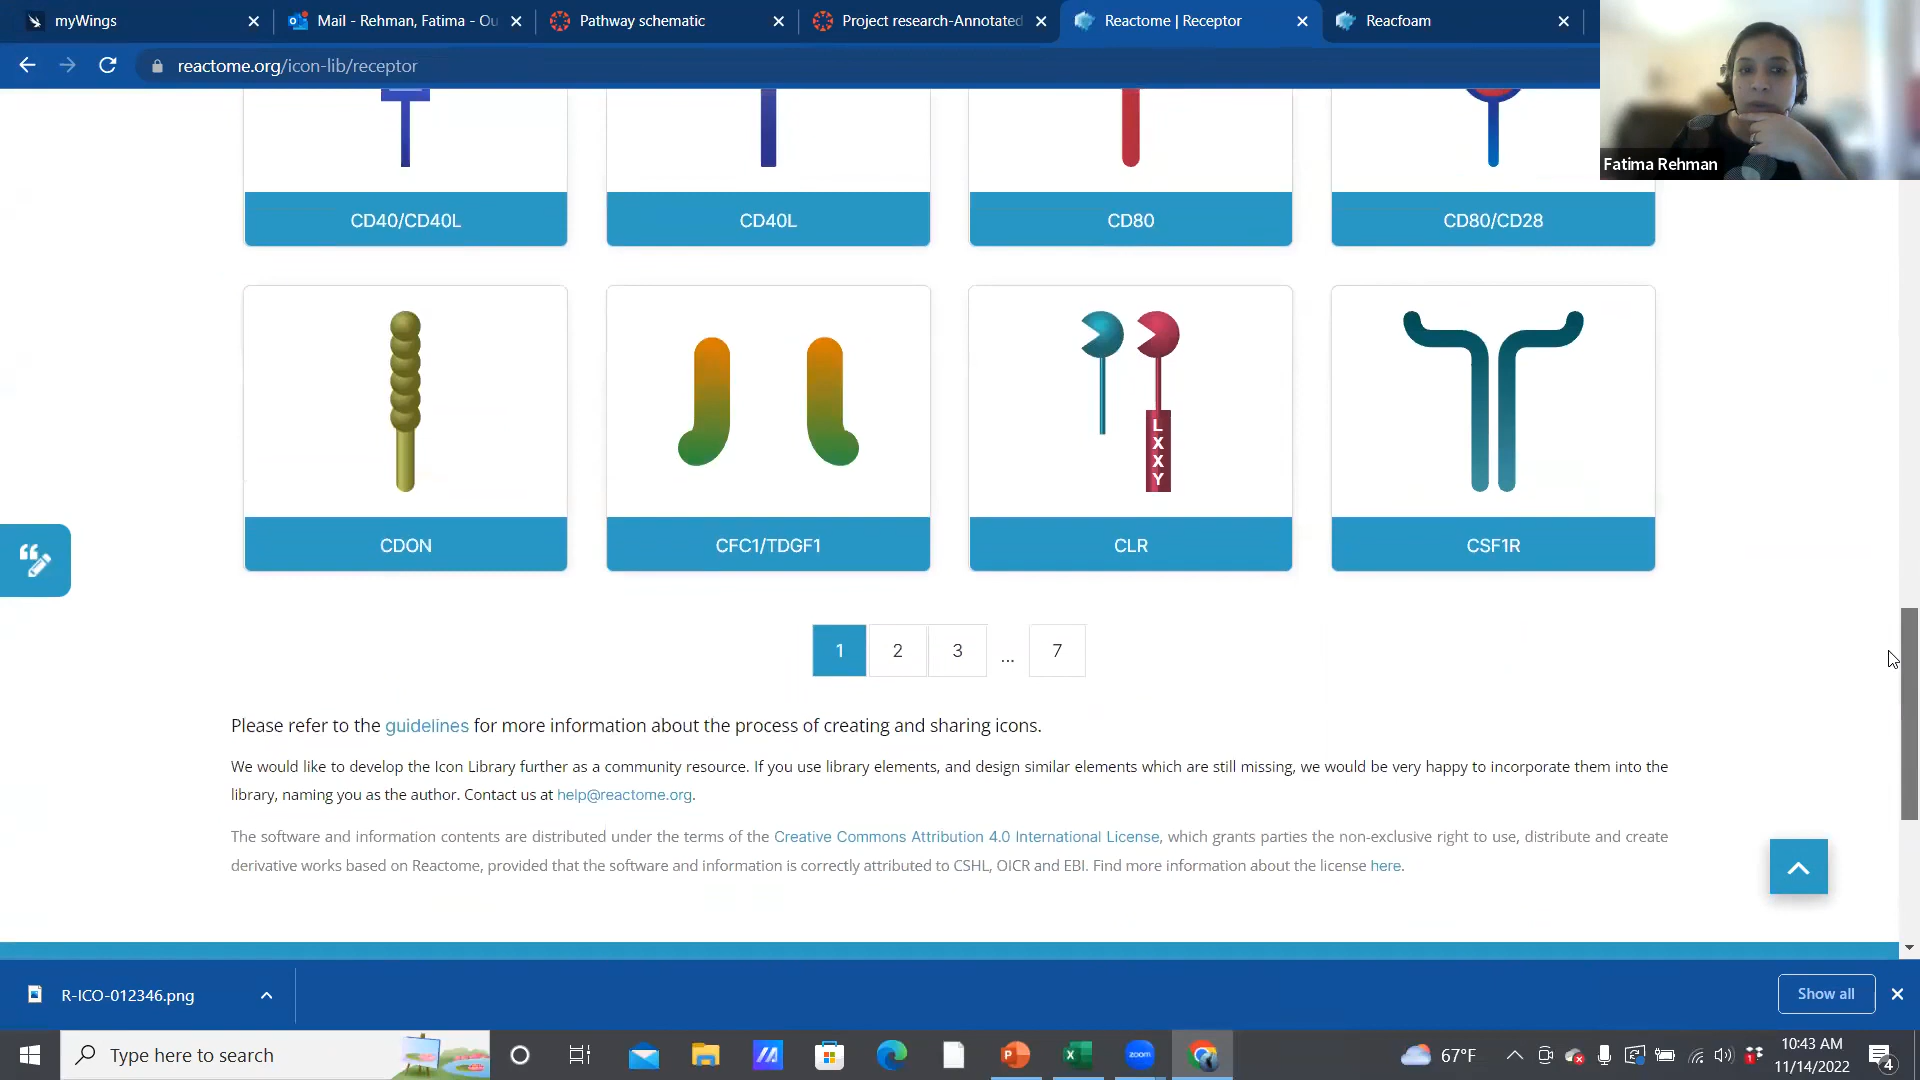 myWings
Mail - Rehman, Fatima - Ou
Pathway schematic
Project research-Annotated
Reactome | Receptor
Reacfoam
reactome.org/icon-lib/receptor
Fatima Rehman
CD40/CD40L
CD40L
CD80
CD80/CD28
L
X
X
Y
CDON
CFC1/TDGF1
CLR
CSF1R
1
2
3
...
7
Please refer to the guidelines for more information about the process of creating and sharing icons.
We would like to develop the Icon Library further as a community resource. If you use library elements, and design similar elements which are still missing, we would be very happy to incorporate them into the
library, naming you as the author. Contact us at help@reactome.org.
The software and information contents are distributed under the terms of the Creative Commons Attribution 4.0 International License, which grants parties the non-exclusive right to use, distribute and create
derivative works based on Reactome, provided that the software and information is correctly attributed to CSHL, OICR and EBI. Find more information about the license here.
R-ICO-012346.png
Show all
Type here to search
zoom
67°F
10:43 AM
11/14/2022
4